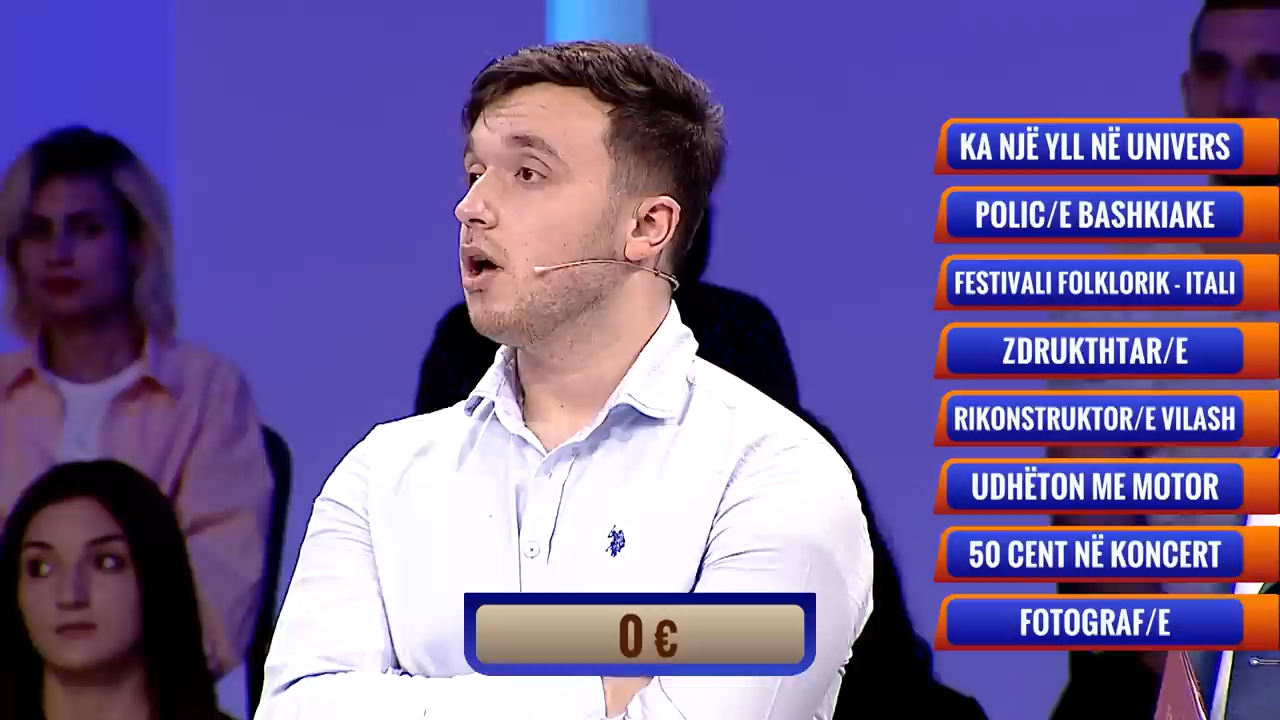 KA NJË YLL NË UNIVERS
POLIC/E BASHKIAKE
FESTIVALI FOLKLORIK - ITALI
ZDRUKTHTAR/E
RIKONSTRUKTOR/E VILASH
UDHËTON ME MOTOR
50 CENT NË KONCERT
FOTOGRAF/E
0 €